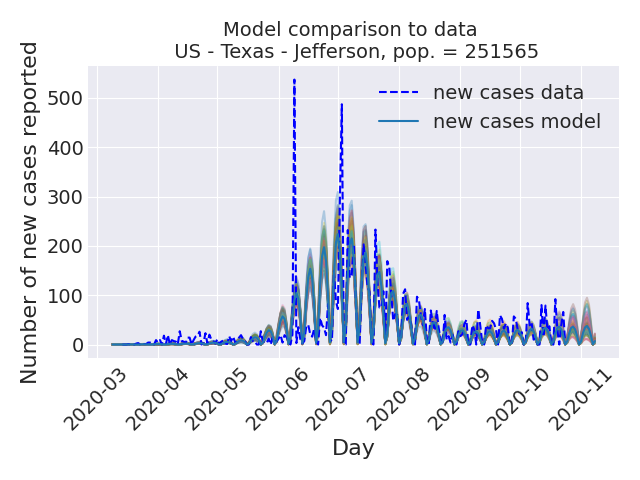 Model comparison to data
US - Texas - Jefferson, pop. = 251565
Number of new cases reported
500
400
300
200
100
0
new cases data
new cases model
2020-03
2020-04
2020-05
2020-06
2020-07
2020-08
2020-09
2020-10
2020-11
Day